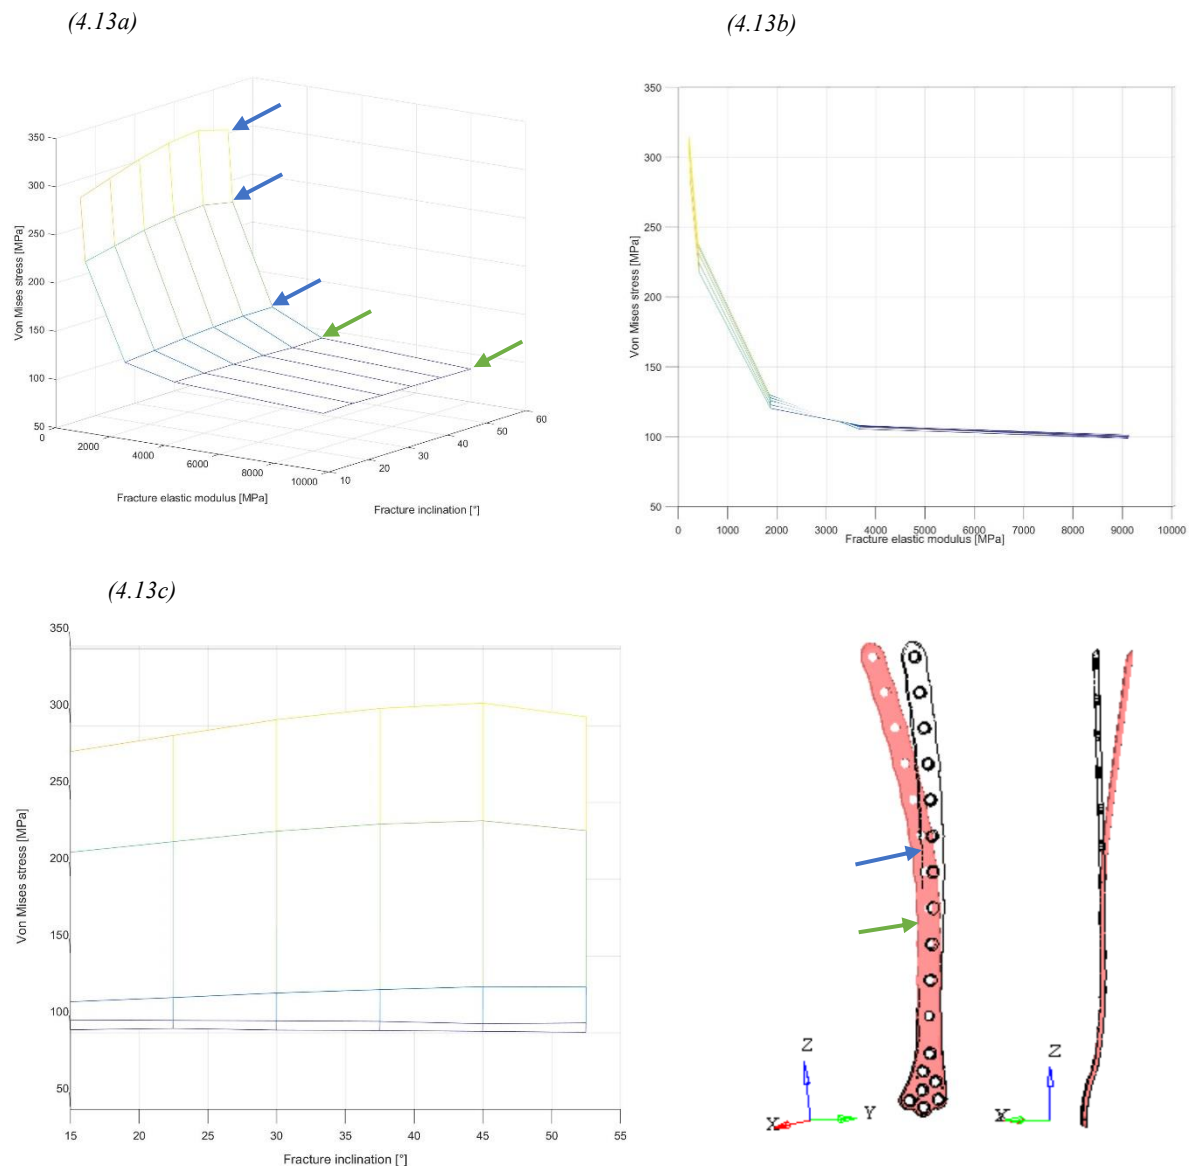 (4.13a)
(4.13b)
350
300
250
200
150
100
50
Von Mises stress [MPa]
0
2000
4000
6000
8000
10000
Fracture elastic modulus [MPa]
10
20
30
40
50
60
Fracture inclination [°]
350
300
250
200
150
100
50
Von Mises stress [MPa]
0 1000 2000 3000 4000 5000 6000 7000 8000 9000 10000
Fracture elastic modulus [MPa]
(4.13c)
350
300
250
200
150
100
50
Von Mises stress [MPa]
15 20 25 30 35 40 45 50 55
Fracture inclination [°]
Z
X
Y
Z